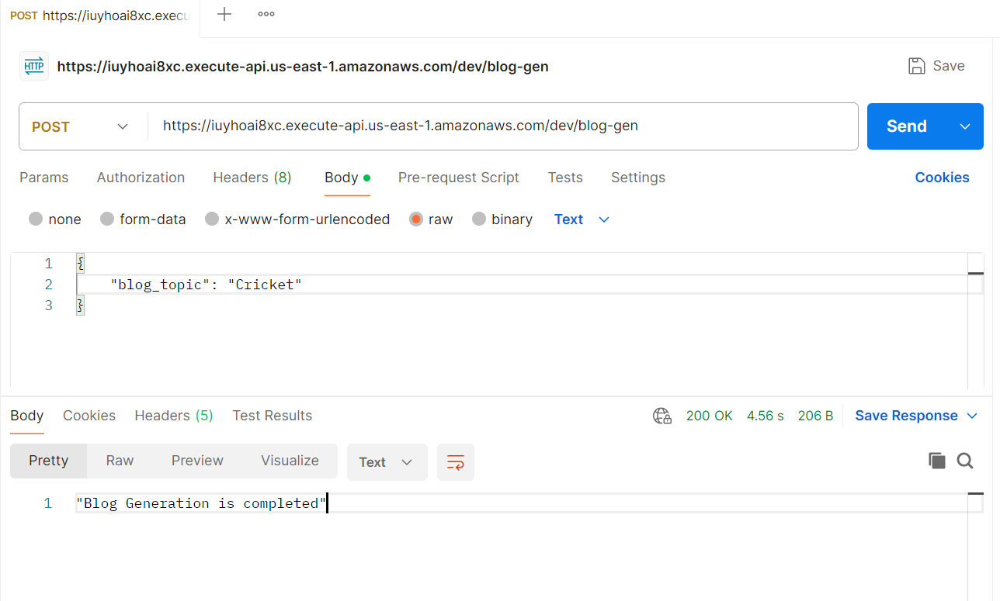 POST https://iuyhoai8xc.execu
HTTP https://iuyhoai8xc.execute-api.us-east-1.amazonaws.com/dev/blog-gen Save
POST https://iuyhoai8xc.execute-api.us-east-1.amazonaws.com/dev/blog-gen Send
Params Authorization Headers (8) Body Pre-request Script Tests Settings Cookies
none form-data x-www-form-urlencoded raw binary Text
1 {
2 "blog_topic": "Cricket"
3 }
Body Cookies Headers (5) Test Results 200 OK 4.56 s 206 B Save Response
Pretty Raw Preview Visualize Text
1 "Blog Generation is completed"